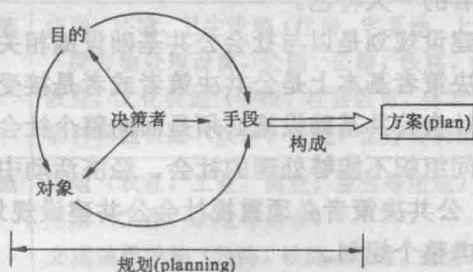 目的
决策者
手段
方案(plan)
构成
对象
规划(planning)